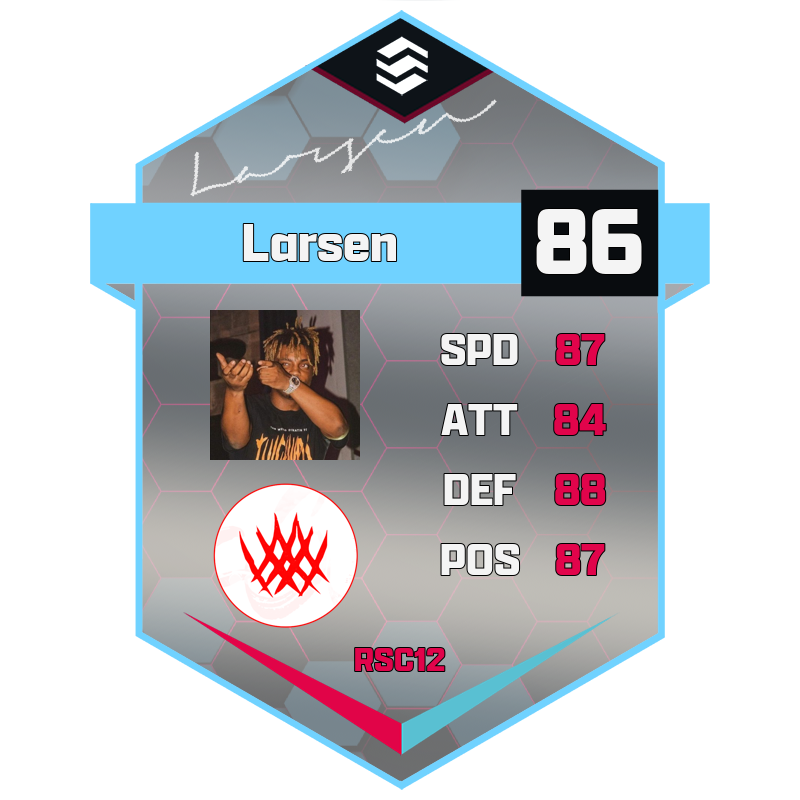 Larsen
Larsen
86
SPD 87
ATT 84
DEF 88
POS 87
RSC12